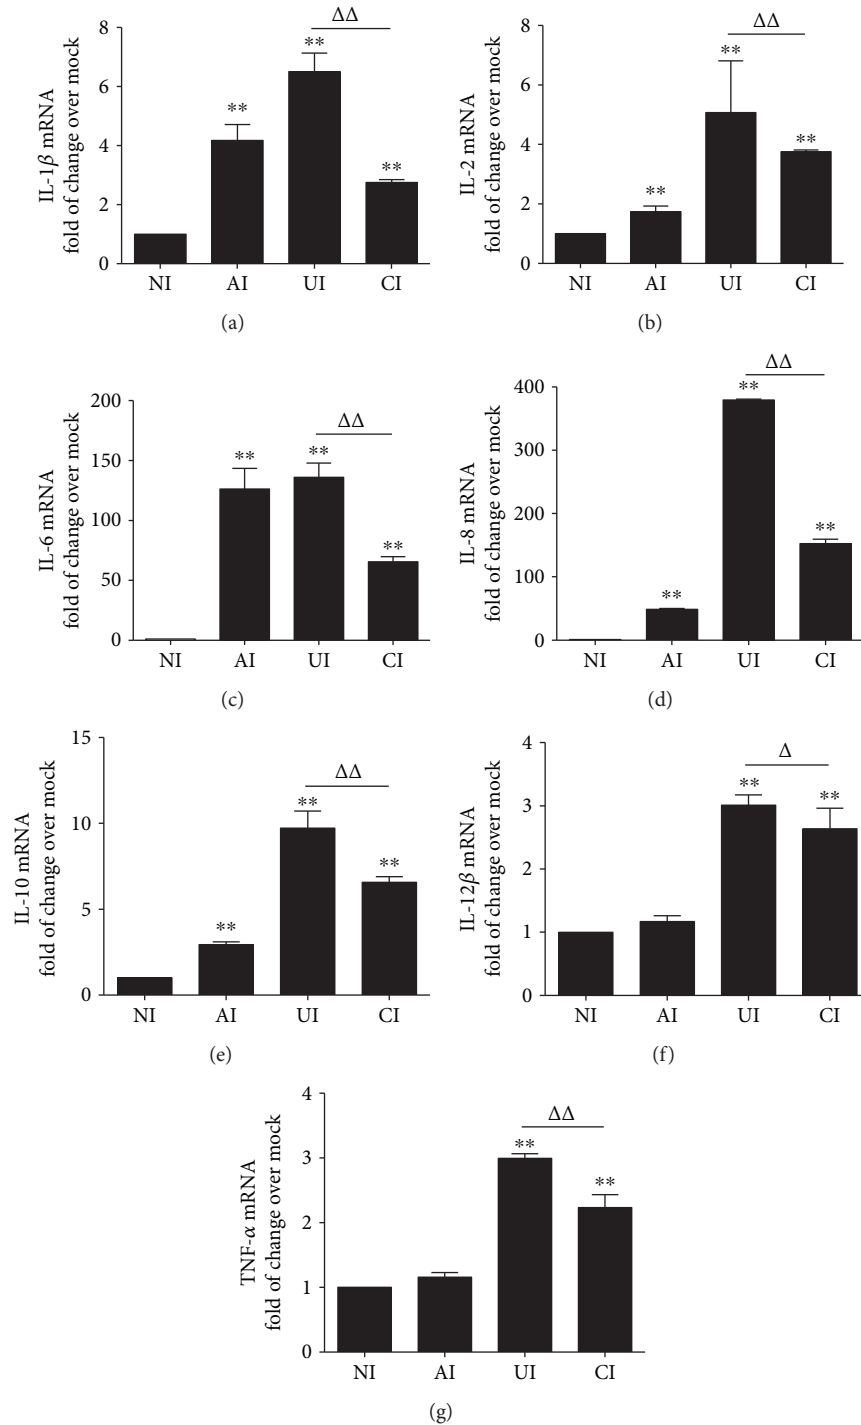 IL-1β mRNA
fold of change over mock
8
6
4
2
0
**
**
**
ΔΔ
NI AI UI CI
(a)
IL-2 mRNA
fold of change over mock
8
6
4
2
0
**
**
**
ΔΔ
NI AI UI CI
(b)
IL-6 mRNA
fold of change over mock
200
150
100
50
0
**
**
**
ΔΔ
NI AI UI CI
(c)
IL-8 mRNA
fold of change over mock
400
300
200
100
0
**
**
**
ΔΔ
NI AI UI CI
(d)
IL-10 mRNA
fold of change over mock
15
10
5
0
**
**
**
ΔΔ
NI AI UI CI
(e)
IL-12β mRNA
fold of change over mock
4
3
2
1
0
**
**
Δ
NI AI UI CI
(f)
TNF-α mRNA
fold of change over mock
4
3
2
1
0
**
**
ΔΔ
NI AI UI CI
(g)